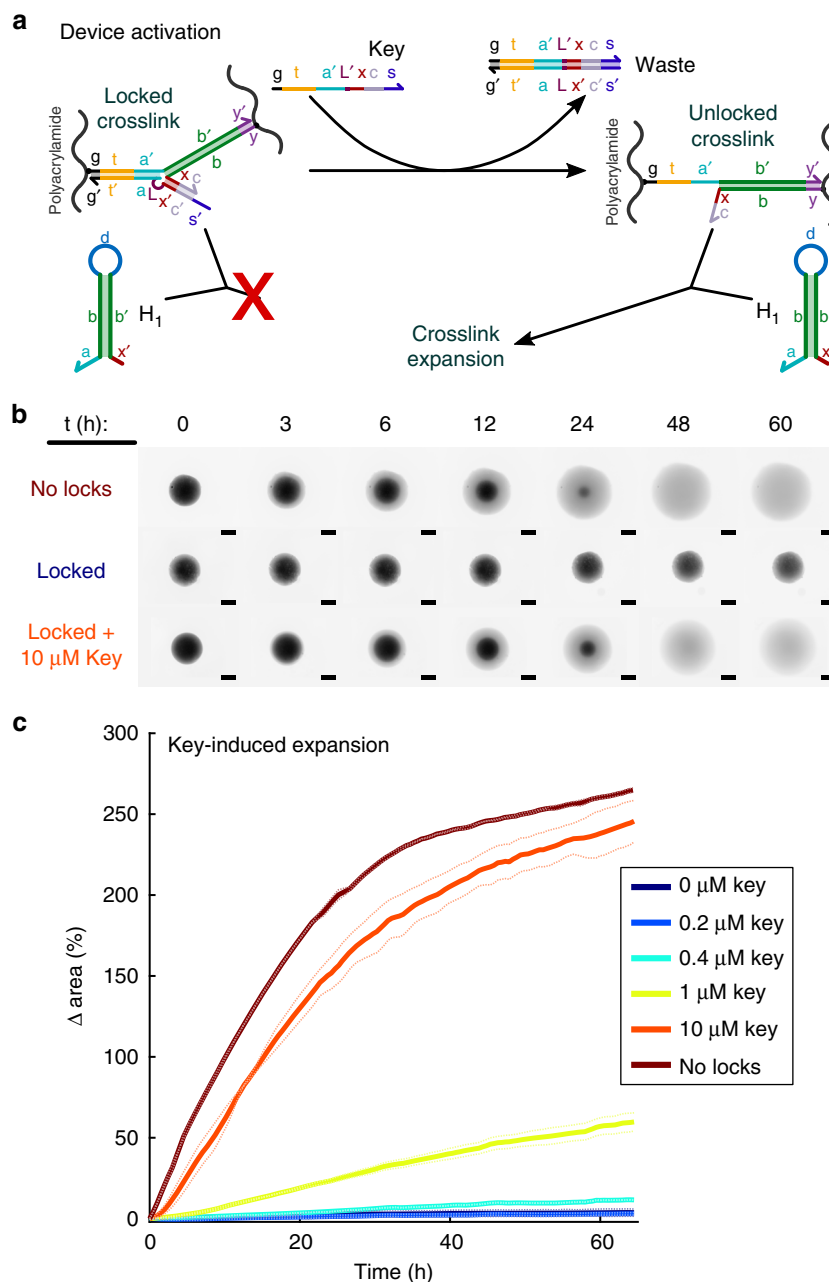 a
Device activation
Key
g t a′ L′ x c s
g t a′ L′ x c s
g′ t′ a L x′ c′ s′
Waste
Locked
crosslink
Unlocked
crosslink
Polyacrylamide
g t a′
g′ t′ a L x′ c′ s′
x c
b′
b
y′
y
Polyacrylamide
g t a′ b′ y′
x b y
c
d
b b′
a x′
H1
X
Crosslink
expansion
H1
d
b b′
a x′
b
t (h): 0 3 6 12 24 48 60
No locks
Locked
Locked +
10 µM Key
c
Key-induced expansion
300
250
200
150
100
50
0
Δ area (%)
0 20 40 60
Time (h)
0 µM key
0.2 µM key
0.4 µM key
1 µM key
10 µM key
No locks